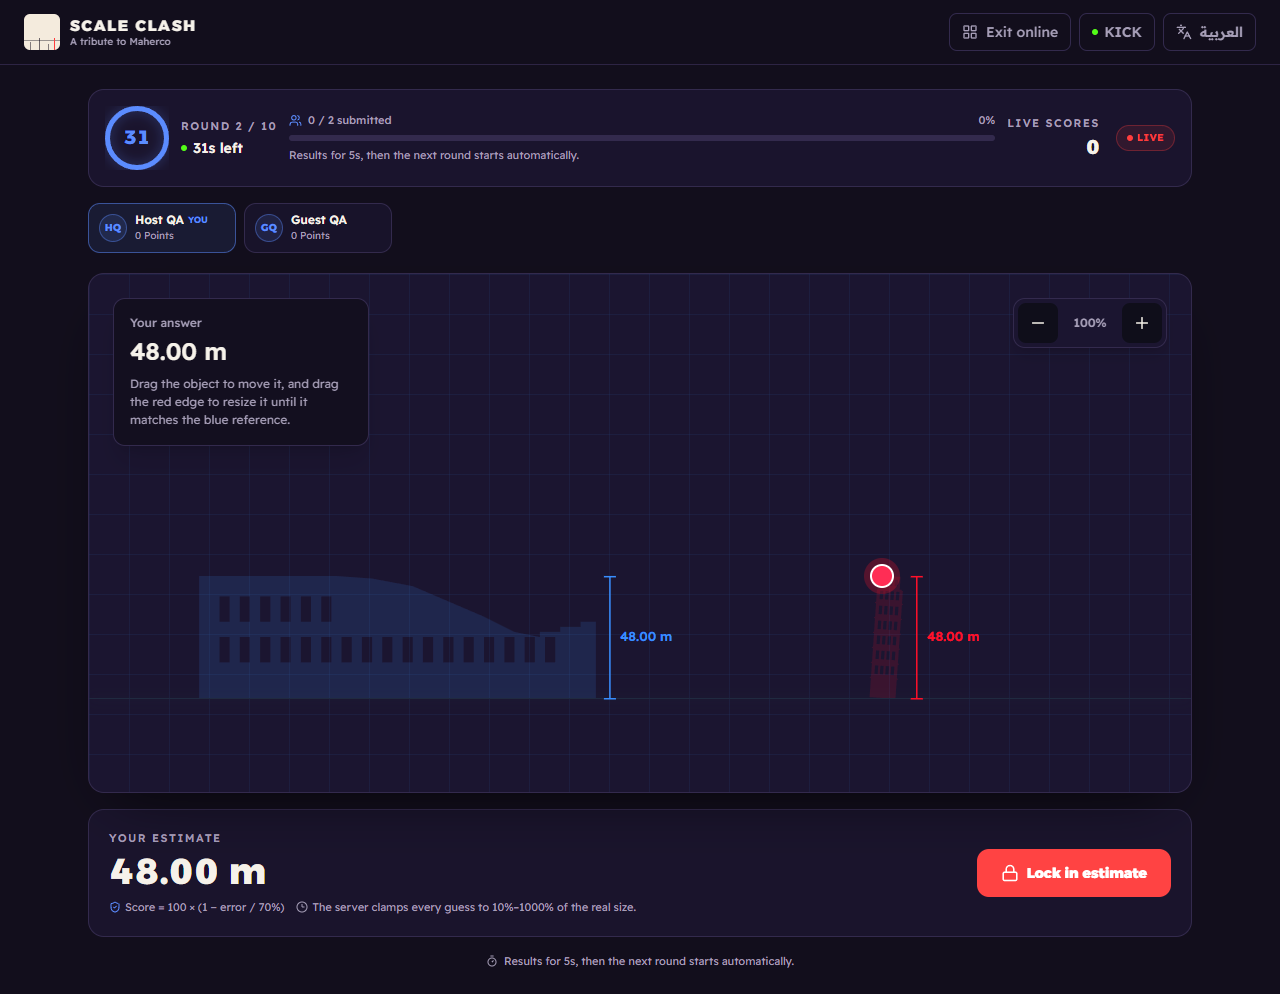 SCALE CLASH
A tribute to Maherco
Exit online
KICK
العربية
31
ROUND 2 / 10
31s left
0 / 2 submitted
0%
Results for 5s, then the next round starts automatically.
LIVE SCORES
0
LIVE
HQ
Host QA YOU
0 Points
GQ
Guest QA
0 Points
Your answer
48.00 m
Drag the object to move it, and drag
the red edge to resize it until it
matches the blue reference.
100%
48.00 m
48.00 m
YOUR ESTIMATE
48.00 m
Score = 100 × (1 − error / 70%)
The server clamps every guess to 10%–1000% of the real size.
Lock in estimate
Results for 5s, then the next round starts automatically.